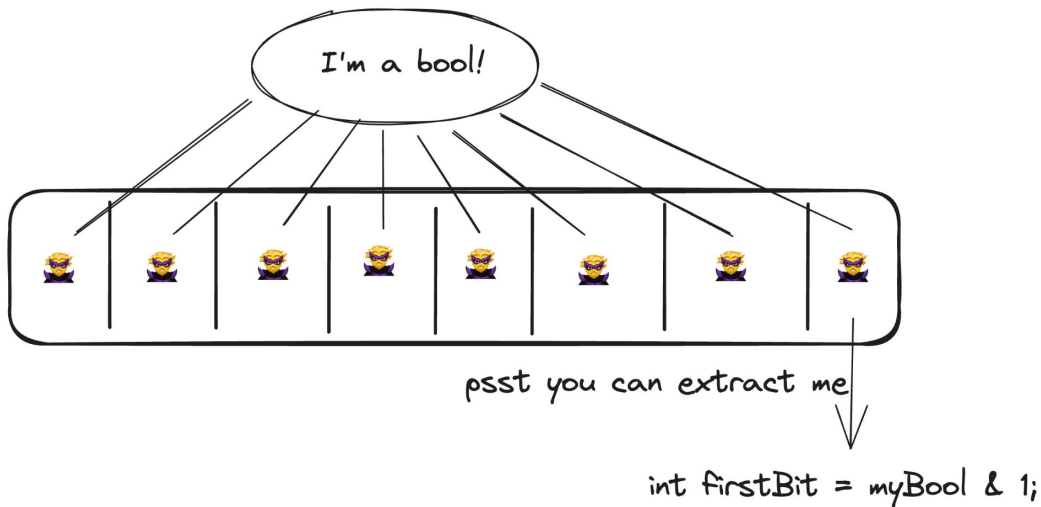 I'm a bool!
psst you can extract me
int firstBit = myBool & 1;